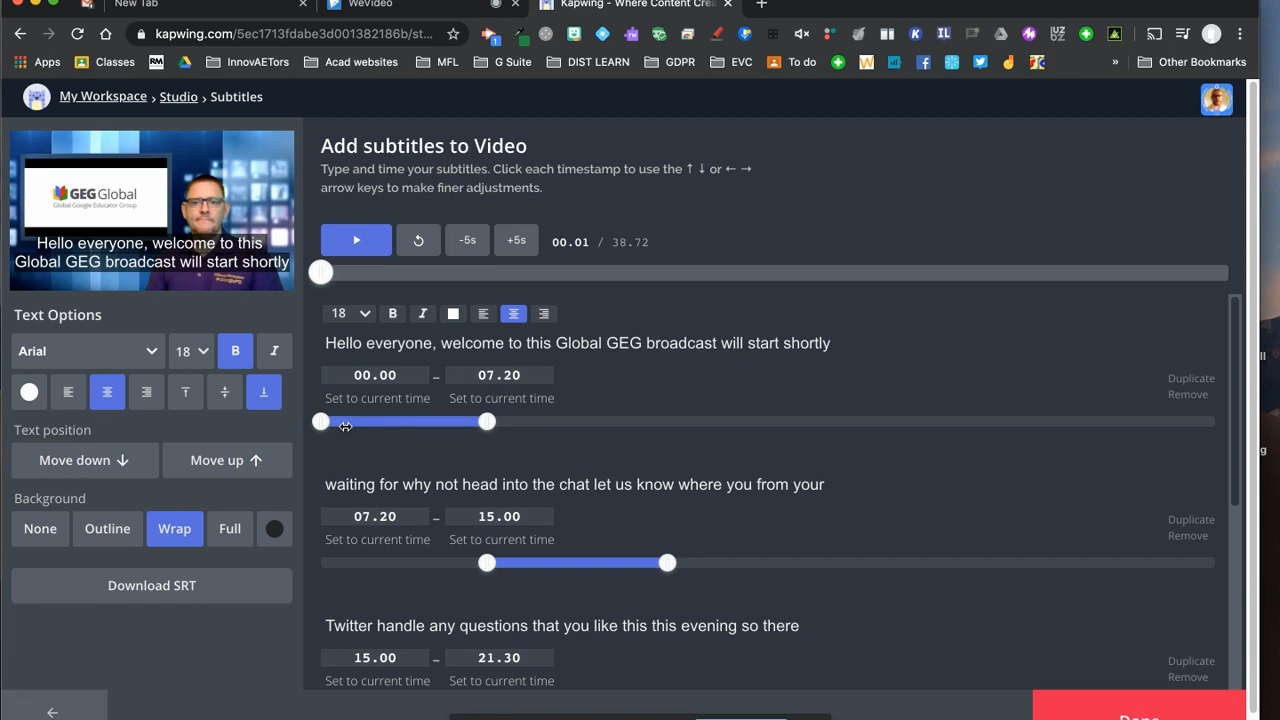 New Tab
WeVideo
Kapwing - Where Content Crea
kapwing.com/5ec1713fdabe3d001382186b/st...
Apps
Classes
InnovAETors
Acad websites
MFL
G Suite
DIST LEARN
GDPR
EVC
To do
»
Other Bookmarks
My Workspace › Studio › Subtitles
GEG Global
Global Google Educator Group
Hello everyone, welcome to this
Global GEG broadcast will start shortly
Text Options
Arial
18
B
I
Text position
Move down ↓
Move up ↑
Background
None
Outline
Wrap
Full
Download SRT
Add subtitles to Video
Type and time your subtitles. Click each timestamp to use the ↑ ↓ or ← →
arrow keys to make finer adjustments.
-5s
+5s
00.01 / 38.72
18
B
I
Hello everyone, welcome to this Global GEG broadcast will start shortly
00.00 – 07.20
Set to current time
Set to current time
Duplicate
Remove
waiting for why not head into the chat let us know where you from your
07.20 – 15.00
Set to current time
Set to current time
Duplicate
Remove
Twitter handle any questions that you like this this evening so there
15.00 – 21.30
Set to current time
Set to current time
Duplicate
Remove
Done